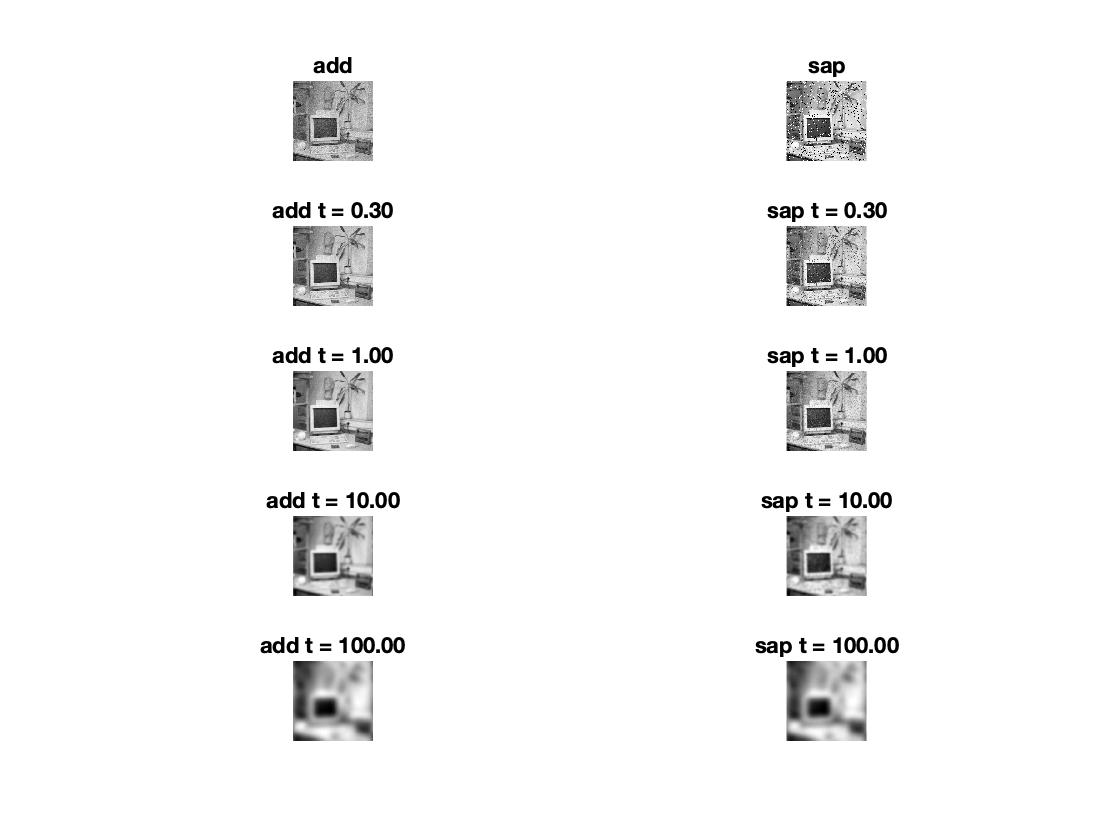 add
sap
add t = 0.30
sap t = 0.30
add t = 1.00
sap t = 1.00
add t = 10.00
sap t = 10.00
add t = 100.00
sap t = 100.00